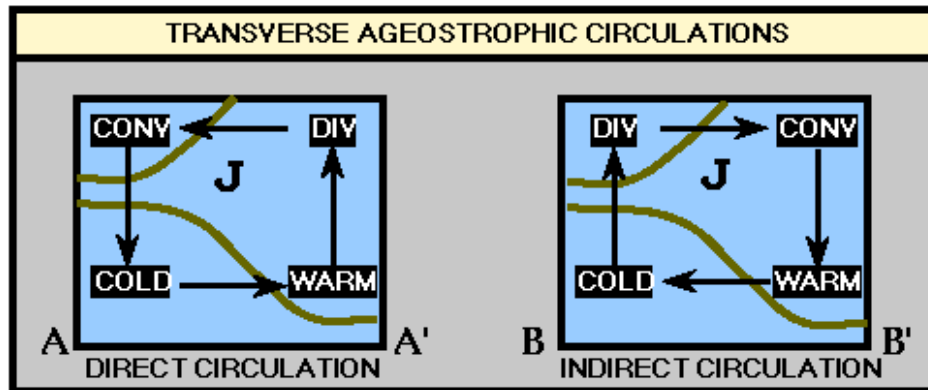 TRANSVERSE AGEOSTROPHIC CIRCULATIONS
CONV DIV
J
COLD WARM
A A'
DIRECT CIRCULATION
DIV CONV
J
COLD WARM
B B'
INDIRECT CIRCULATION